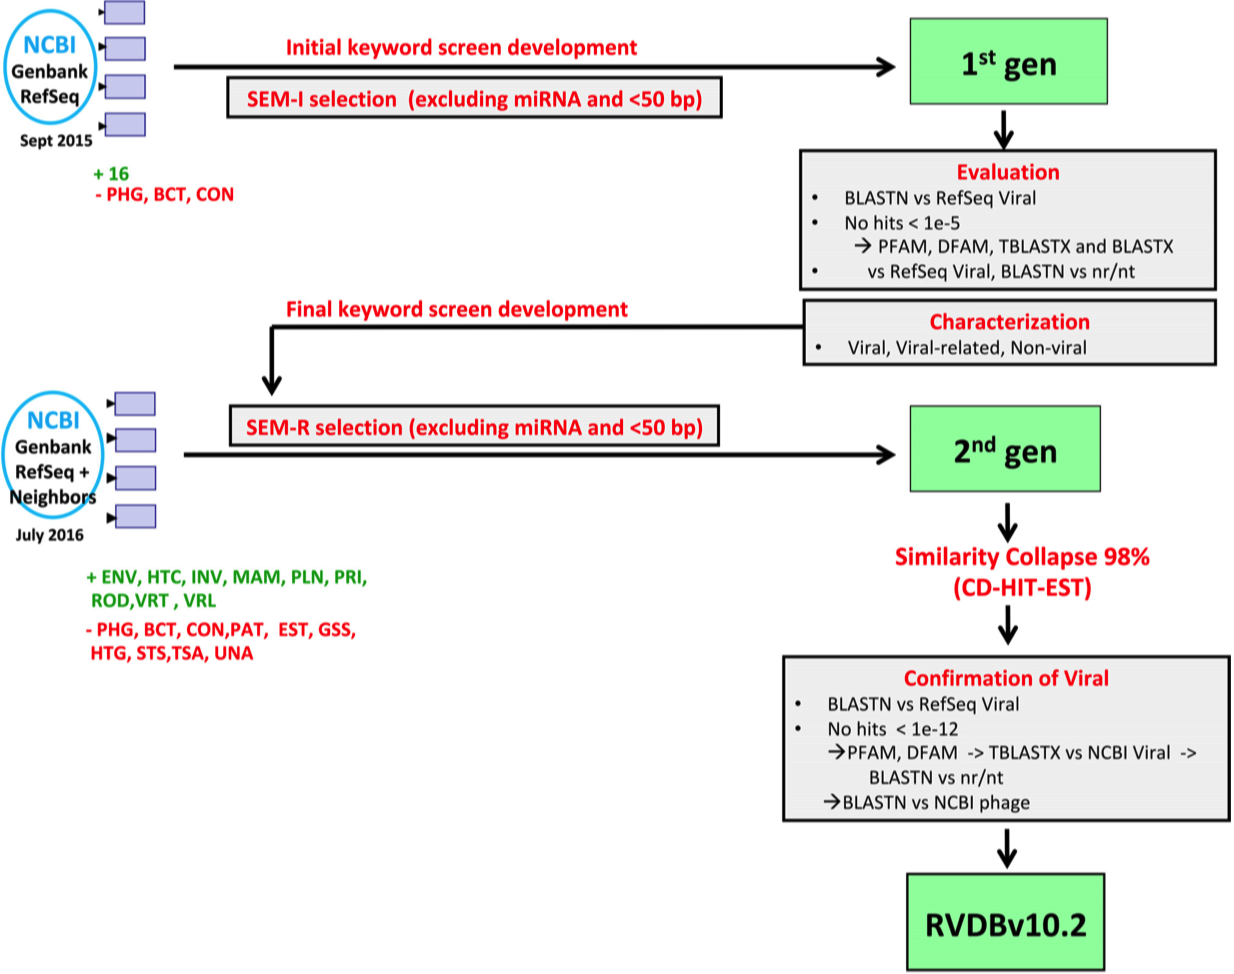 NCBI
Genbank
RefSeq
Sept 2015
+ 16
- PHG, BCT, CON
Initial keyword screen development
SEM-I selection (excluding miRNA and <50 bp)
1st gen
Evaluation
• BLASTN vs RefSeq Viral
• No hits < 1e-5
→ PFAM, DFAM, TBLASTX and BLASTX
• vs RefSeq Viral, BLASTN vs nr/nt
Characterization
• Viral, Viral-related, Non-viral
Final keyword screen development
NCBI
Genbank
RefSeq +
Neighbors
July 2016
SEM-R selection (excluding miRNA and <50 bp)
2nd gen
+ ENV, HTC, INV, MAM, PLN, PRI,
ROD,VRT , VRL
- PHG, BCT, CON,PAT, EST, GSS,
HTG, STS,TSA, UNA
Similarity Collapse 98%
(CD-HIT-EST)
Confirmation of Viral
• BLASTN vs RefSeq Viral
• No hits < 1e-12
→PFAM, DFAM -> TBLASTX vs NCBI Viral ->
BLASTN vs nr/nt
→BLASTN vs NCBI phage
RVDBv10.2